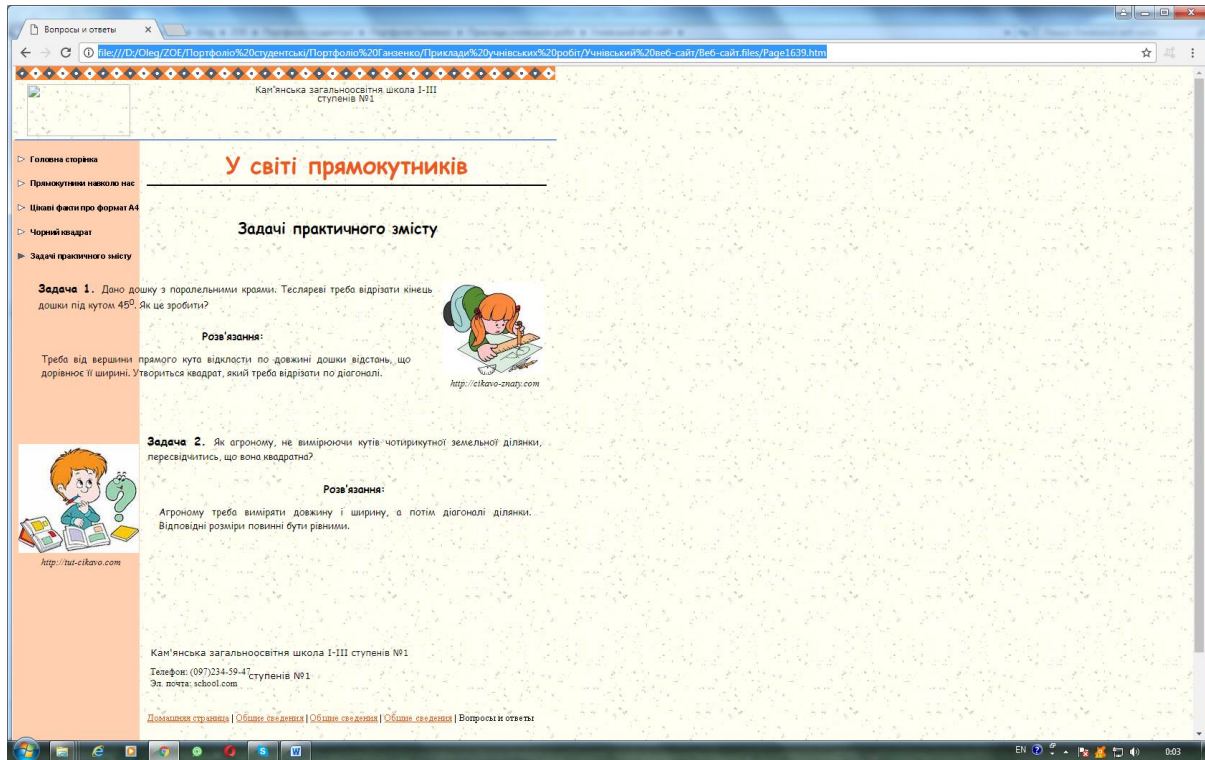 Вопросы и ответы
file:///D:/Oleg/ZOE/Портфоліо%20студентські/Портфоліо%20Ганзенко/Приклади%20учнівських%20робіт/Учнівський%20веб-сайт/Веб-сайт.files/Page1639.htm
Кам'янська загальноосвітня школа І-ІІІ
ступенів №1
Головна сторінка
Прямокутники навколо нас
Цікаві факти про формат А4
Чорний квадрат
Задачі практичного змісту
У світі прямокутників
Задачі практичного змісту
Задача 1. Дано дошку з паралельними краями. Тесляреві треба відрізати кінець
дошки під кутом 45⁰. Як це зробити?
Розв'язання:
Треба від вершини прямого кута відкласти по довжині дошки відстань, що
дорівнює її ширині. Утвориться квадрат, який треба відрізати по діагоналі.
http://cikavo-znaty.com
Задача 2. Як агроному, не вимірюючи кутів чотирикутної земельної ділянки,
пересвідчитись, що вона квадратна?
Розв'язання:
Агроному треба виміряти довжину і ширину, а потім діагоналі ділянки.
Відповідні розміри повинні бути рівними.
http://tut-cikavo.com
Кам'янська загальноосвітня школа І-ІІІ ступенів №1
Телефон: (097)234-59-47
ступенів №1
Эл. почта: school.com
Домашняя страница | Общие сведения | Общие сведения | Общие сведения | Вопросы и ответы
EN
0:03